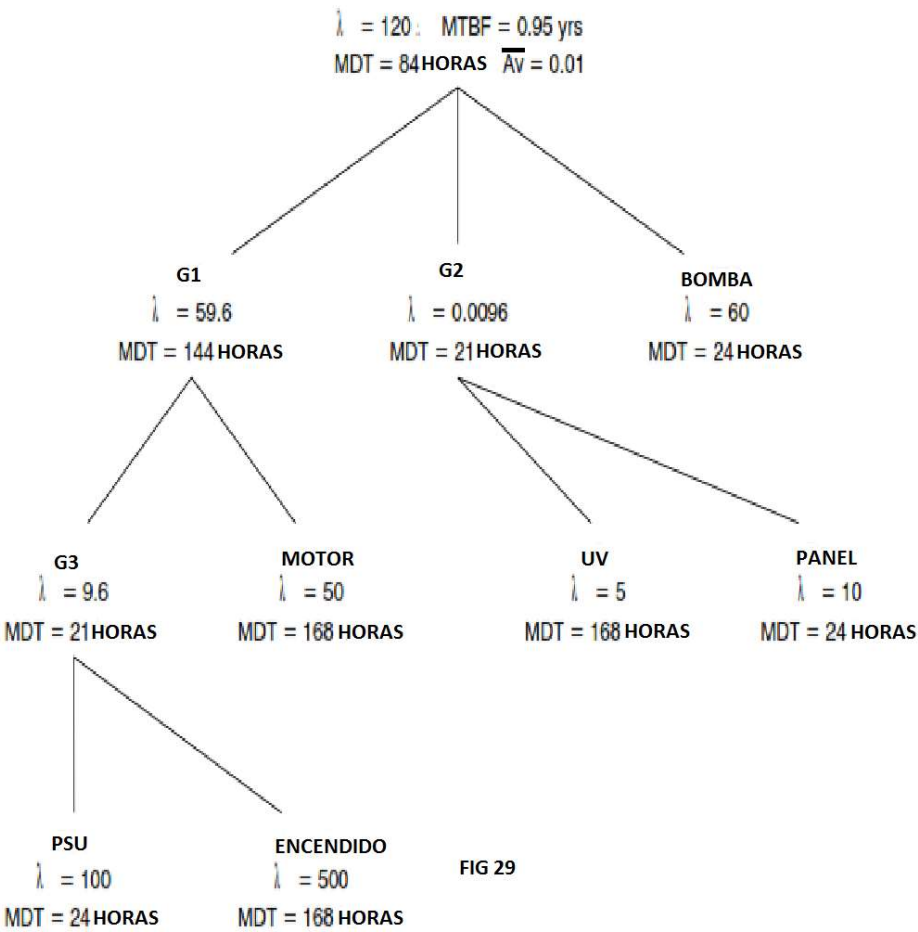 λ = 120 : MTBF = 0.95 yrs
MDT = 84 HORAS A̅v̅ = 0.01
G1
λ = 59.6
MDT = 144 HORAS
G2
λ = 0.0096
MDT = 21 HORAS
BOMBA
λ = 60
MDT = 24 HORAS
G3
λ = 9.6
MDT = 21 HORAS
MOTOR
λ = 50
MDT = 168 HORAS
UV
λ = 5
MDT = 168 HORAS
PANEL
λ = 10
MDT = 24 HORAS
PSU
λ = 100
MDT = 24 HORAS
ENCENDIDO
λ = 500
MDT = 168 HORAS
FIG 29